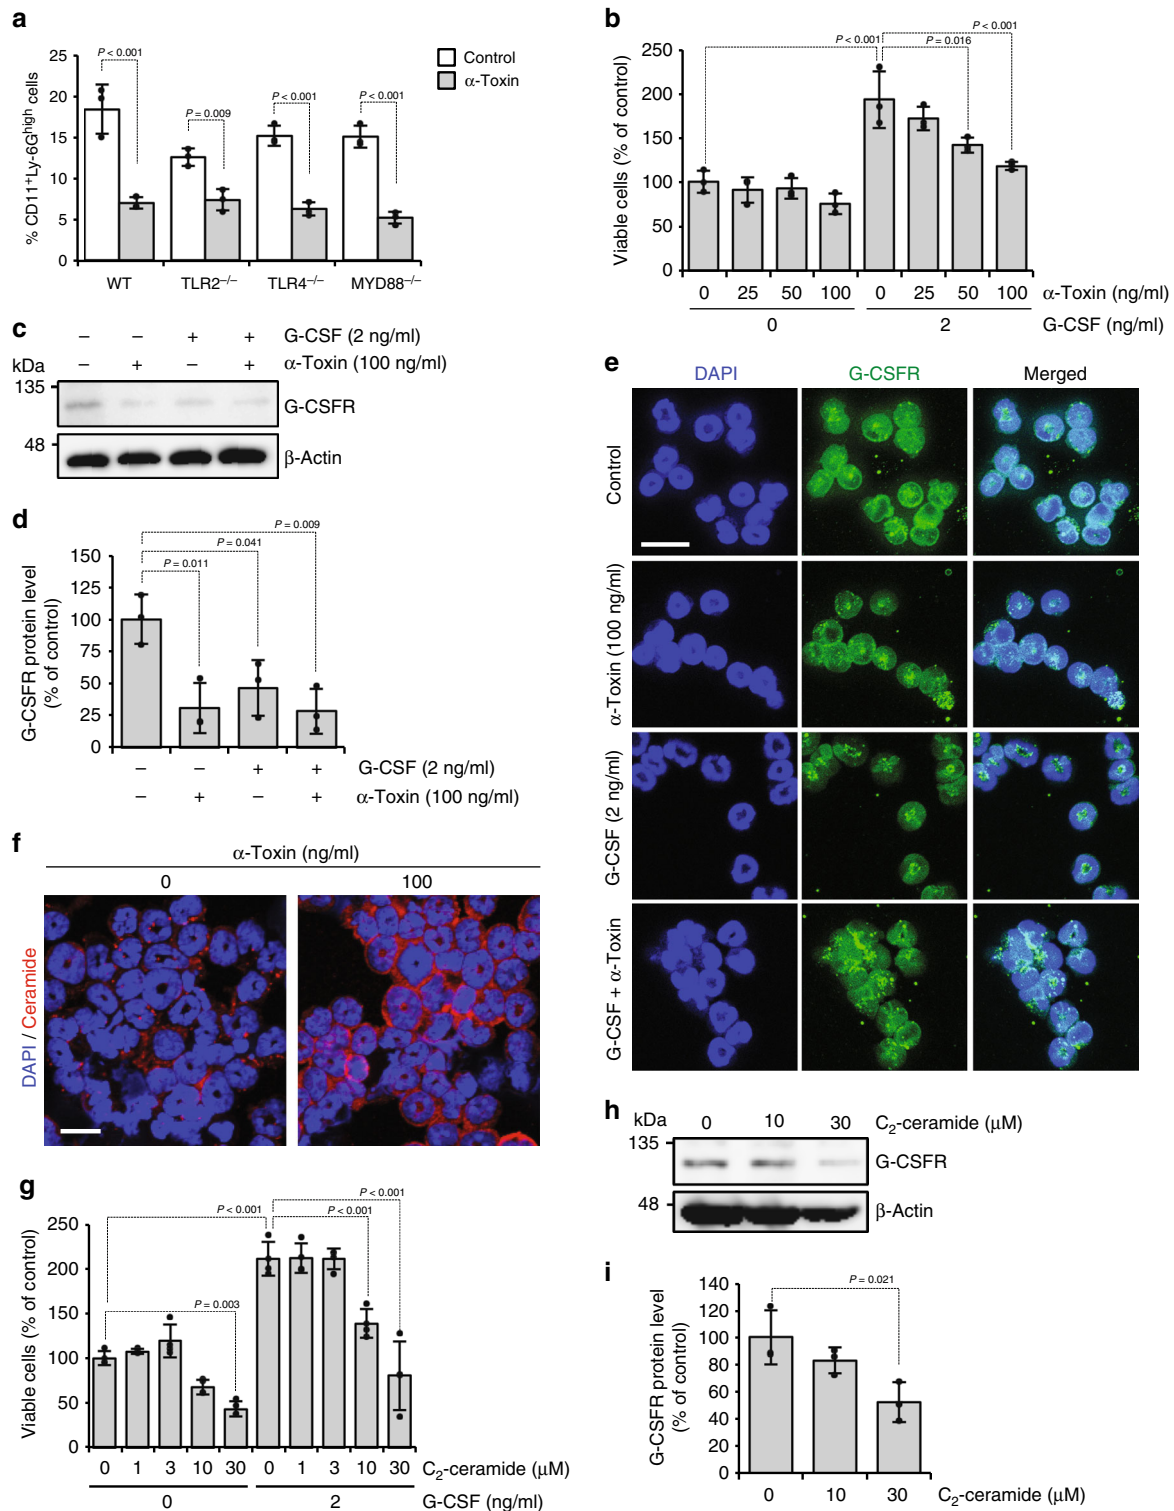 a
% CD11⁺Ly-6G^high cells
25
20
15
10
5
0
P < 0.001
P = 0.009
P < 0.001
P < 0.001
Control
α-Toxin
WT
TLR2⁻/⁻
TLR4⁻/⁻
MYD88⁻/⁻
b
Viable cells (% of control)
250
200
150
100
50
0
P < 0.001
P < 0.001
P = 0.016
0 25 50 100 0 25 50 100 α-Toxin (ng/ml)
0 2 G-CSF (ng/ml)
c
– – + + G-CSF (2 ng/ml)
– + – + α-Toxin (100 ng/ml)
kDa
135
G-CSFR
48
β-Actin
d
G-CSFR protein level
(% of control)
150
125
100
75
50
25
0
P = 0.009
P = 0.041
P = 0.011
– – + + G-CSF (2 ng/ml)
– + – + α-Toxin (100 ng/ml)
e
DAPI G-CSFR Merged
Control
α-Toxin (100 ng/ml)
G-CSF (2 ng/ml)
G-CSF + α-Toxin
f
α-Toxin (ng/ml)
0 100
DAPI / Ceramide
g
Viable cells (% of control)
250
200
150
100
50
0
P < 0.001
P < 0.001
P < 0.001
P = 0.003
0 1 3 10 30 0 1 3 10 30 C₂-ceramide (μM)
0 2 G-CSF (ng/ml)
h
kDa 0 10 30 C₂-ceramide (μM)
135
G-CSFR
48
β-Actin
i
G-CSFR protein level
(% of control)
140
120
100
80
60
40
20
0
P = 0.021
0 10 30 C₂-ceramide (μM)